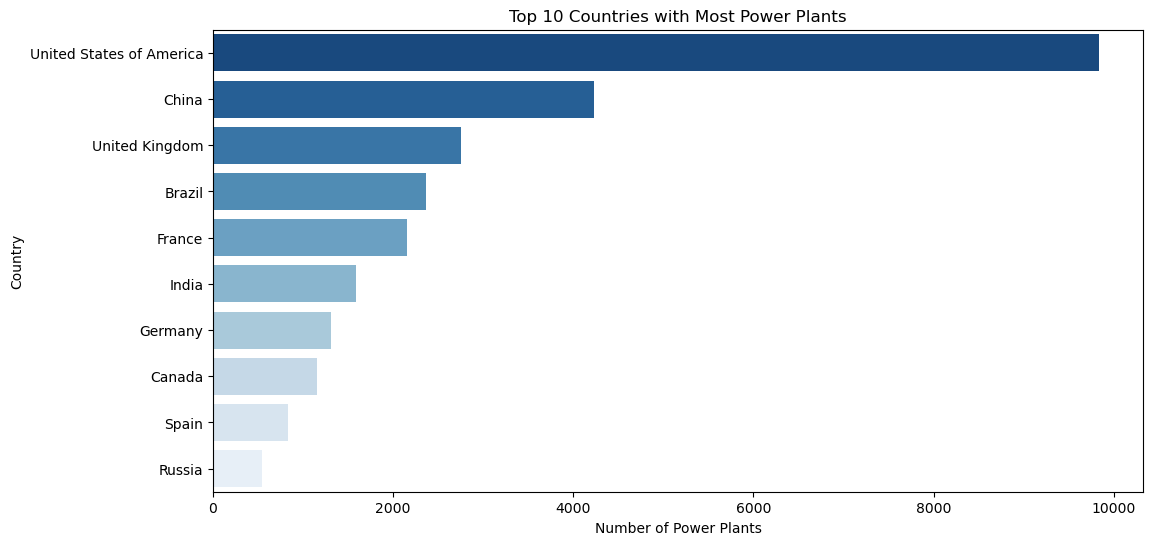 Top 10 Countries with Most Power Plants
United States of America
China
United Kingdom
Brazil
France
India
Germany
Canada
Spain
Russia
Country
0 2000 4000 6000 8000 10000
Number of Power Plants